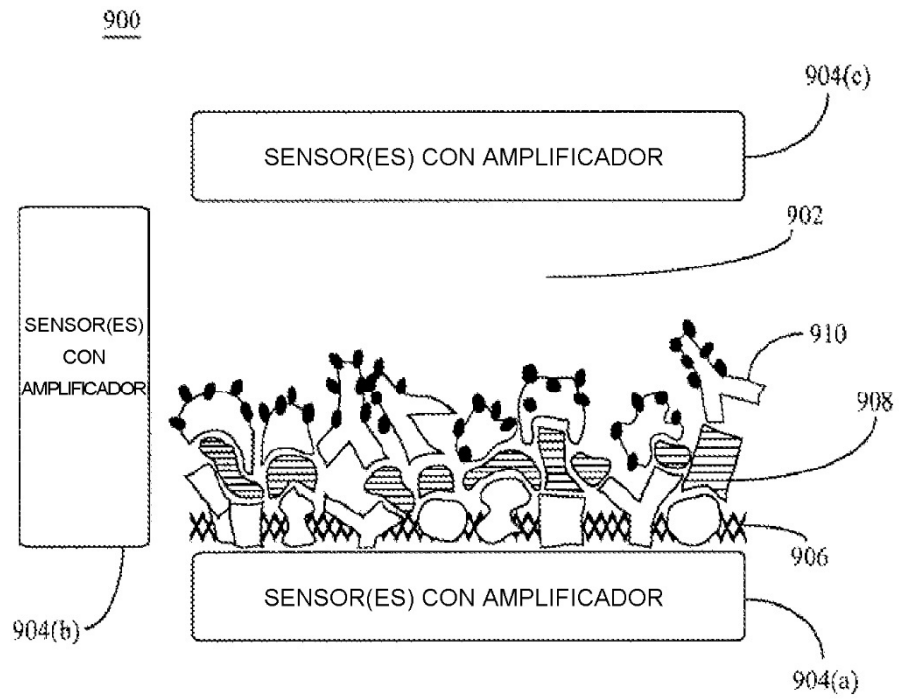 900
904(c)
SENSOR(ES) CON AMPLIFICADOR
902
SENSOR(ES)
CON
AMPLIFICADOR
910
908
906
SENSOR(ES) CON AMPLIFICADOR
904(b)
904(a)